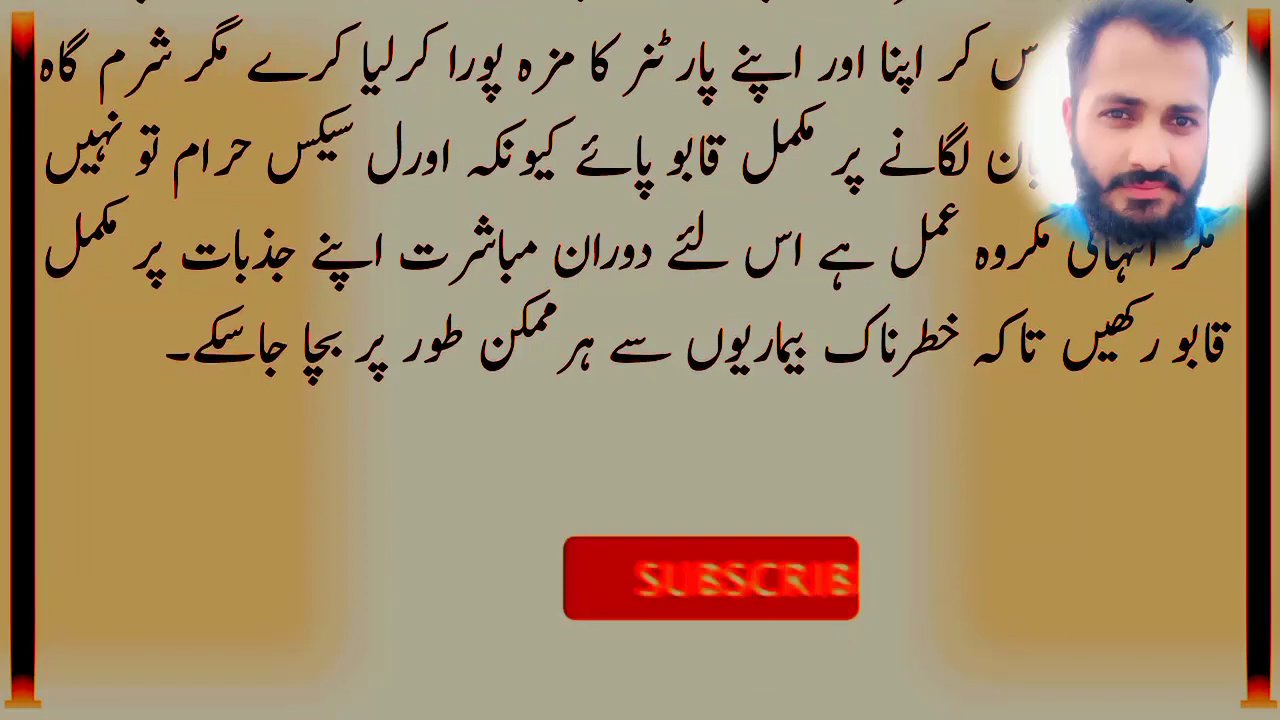 کر اپنا اور اپنے پارٹنر کا مزہ پورا کرلیا کرے مگر شرم گاہ
لگانے پر مکمل قابو پائے کیونکہ اورل سیکس حرام تو نہیں
مگر انتہائی مکروہ عمل ہے اس لئے دوران مباشرت اپنے جذبات پر مکمل
قابو رکھیں تاکہ خطرناک بیماریوں سے ہر ممکن طور پر بچا جاسکے۔
SUBSCRIB